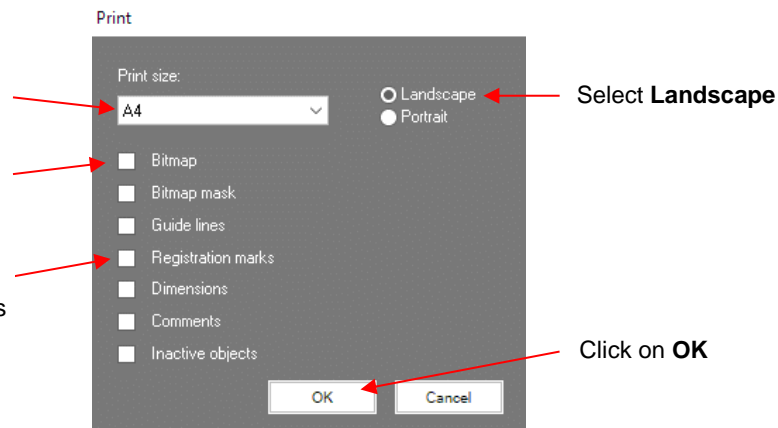 Print
Print size:
A4
Landscape
Portrait
Select Landscape
Bitmap
Bitmap mask
Guide lines
Registration marks
Dimensions
s
Comments
Inactive objects
Click on OK
OK
Cancel